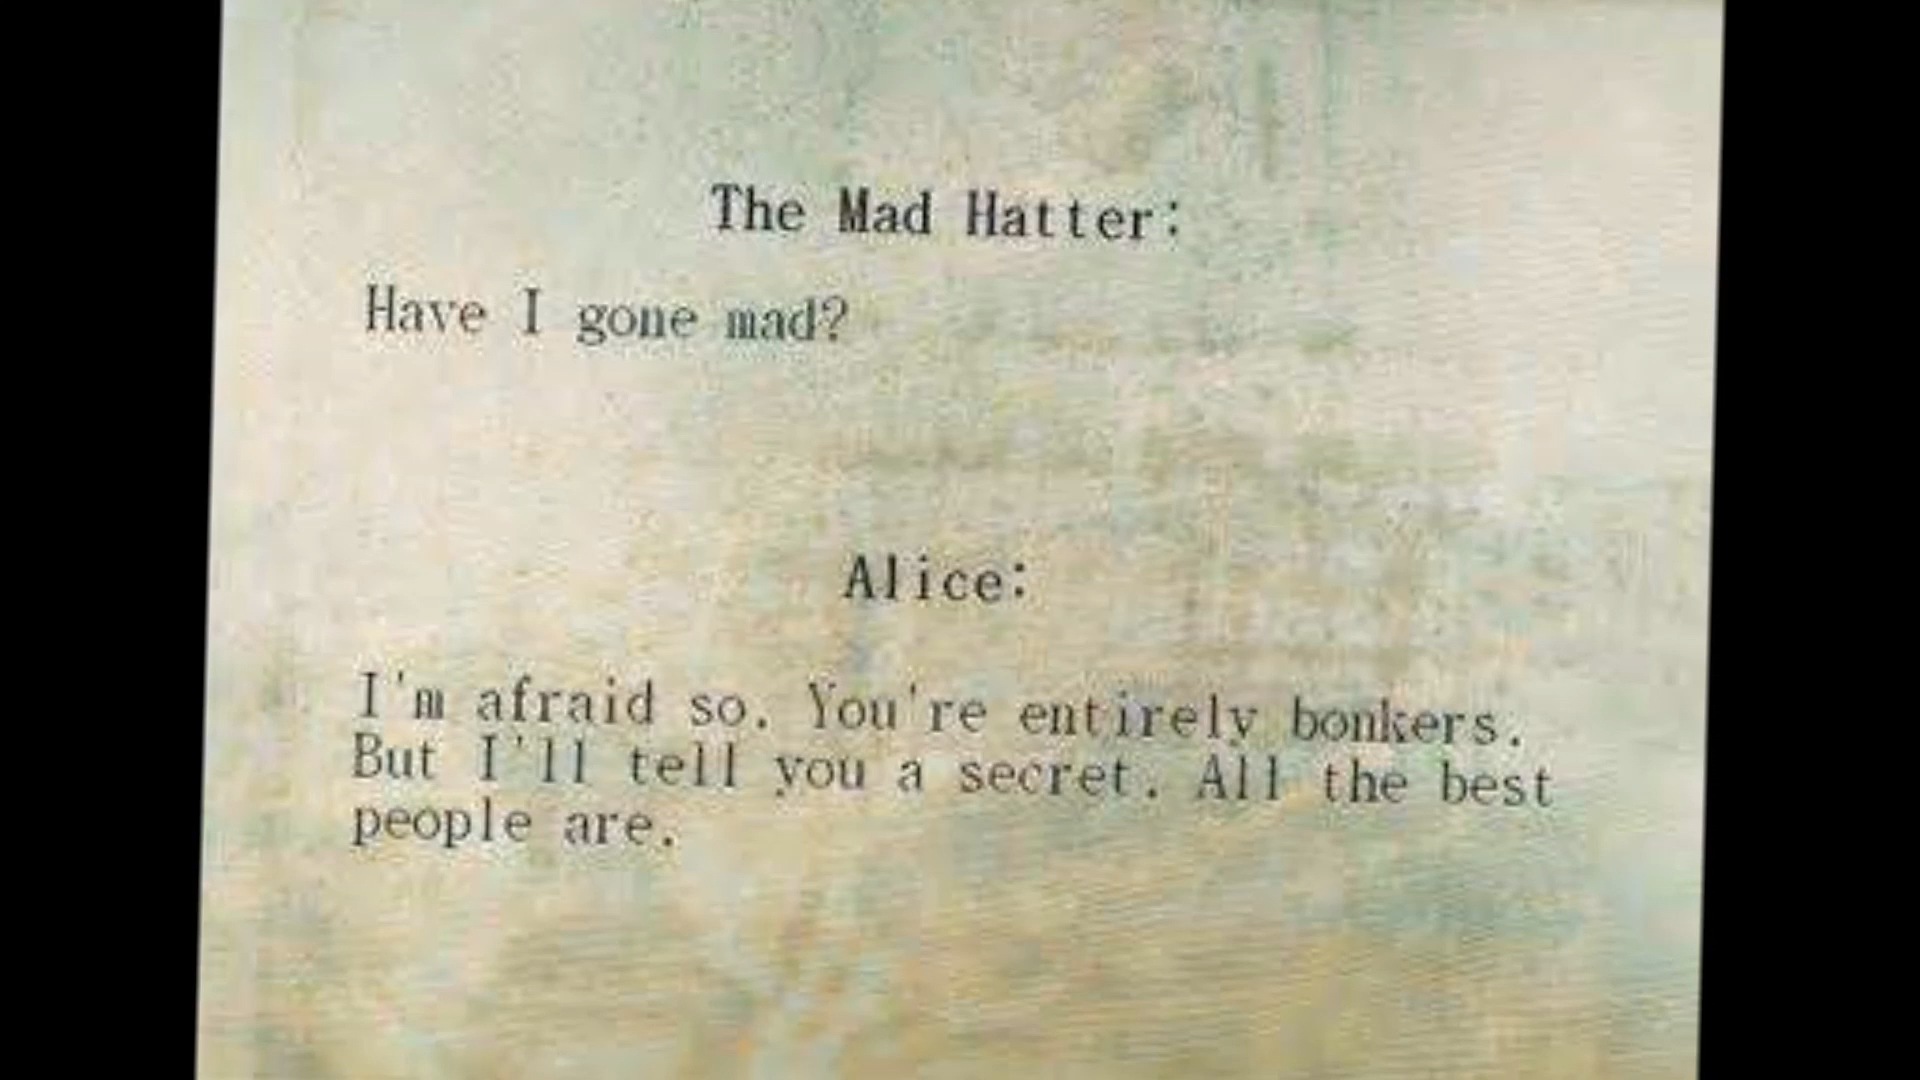 The Mad Hatter:
Have I gone mad?
Alice:
I'm afraid so. You're entirely bonkers.
But I'll tell you a secret. All the best
people are.